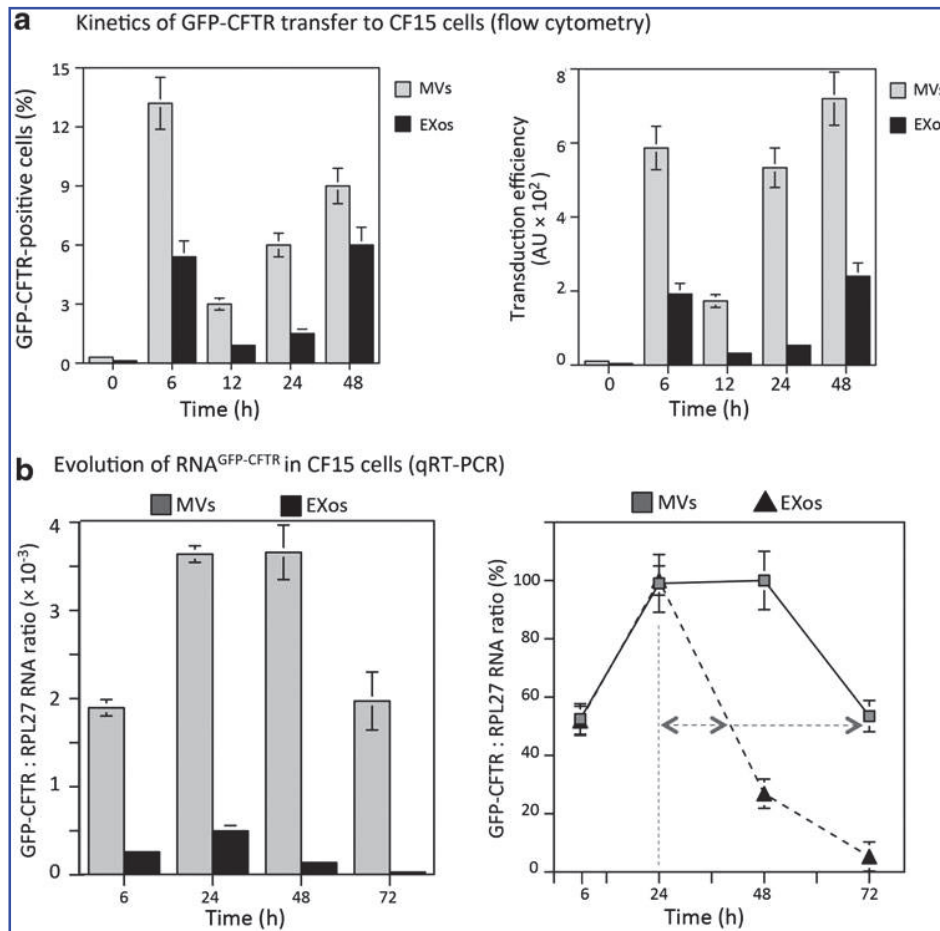 a Kinetics of GFP-CFTR transfer to CF15 cells (flow cytometry)
GFP-CFTR-positive cells (%)
15
12
9
6
3
0
0 6 12 24 48
Time (h)
MVs
EXos
Transduction efficiency
(AU × 10²)
8
6
4
2
0
0 6 12 24 48
Time (h)
MVs
EXo
b Evolution of RNA^GFP-CFTR in CF15 cells (qRT-PCR)
MVs EXos
GFP-CFTR : RPL27 RNA ratio (× 10⁻³)
4
3
2
1
0
6 24 48 72
Time (h)
MVs EXos
GFP-CFTR : RPL27 RNA ratio (%)
100
80
60
40
20
0
6 24 48 72
Time (h)